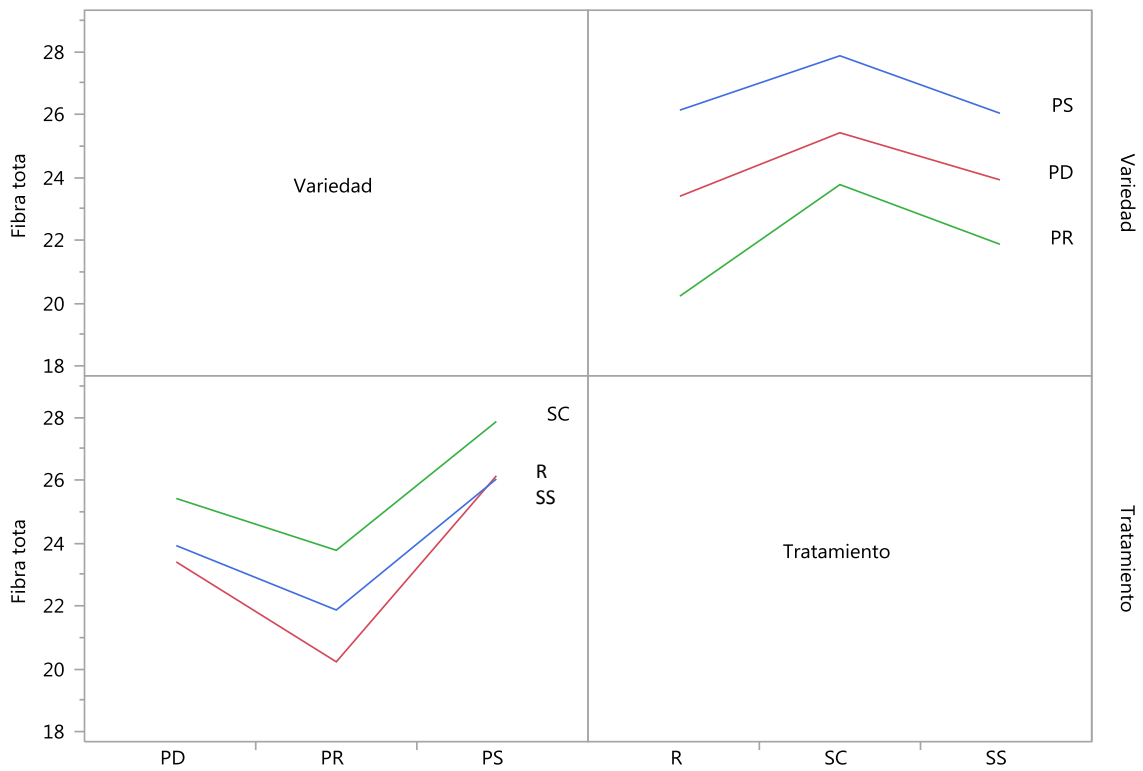 28
26
24
22
20
18
Fibra tota
Variedad
PS
PD
PR
Variedad
28
26
24
22
20
18
Fibra tota
SC
R
SS
Tratamiento
Tratamiento
PD PR PS R SC SS